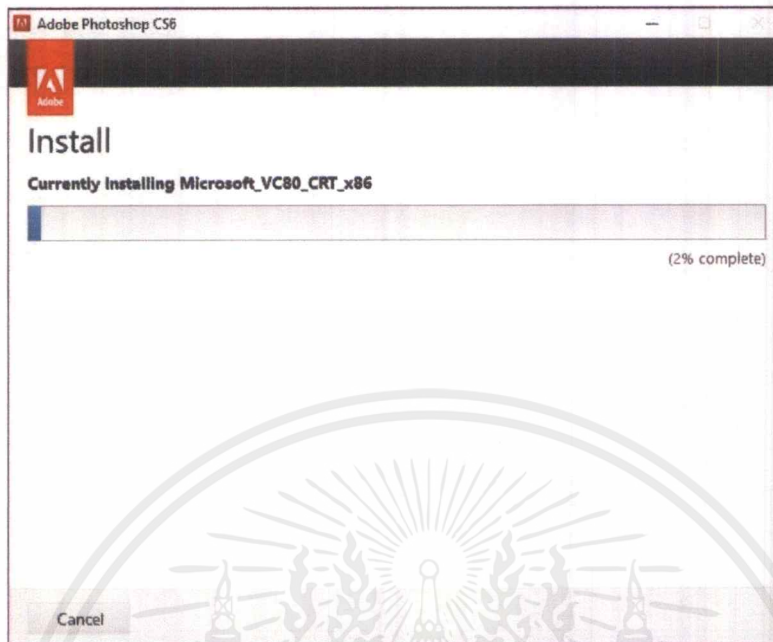 Adobe Photoshop CS6
Adobe
Install
Currently Installing Microsoft_VC80_CRT_x86
(2% complete)
Cancel